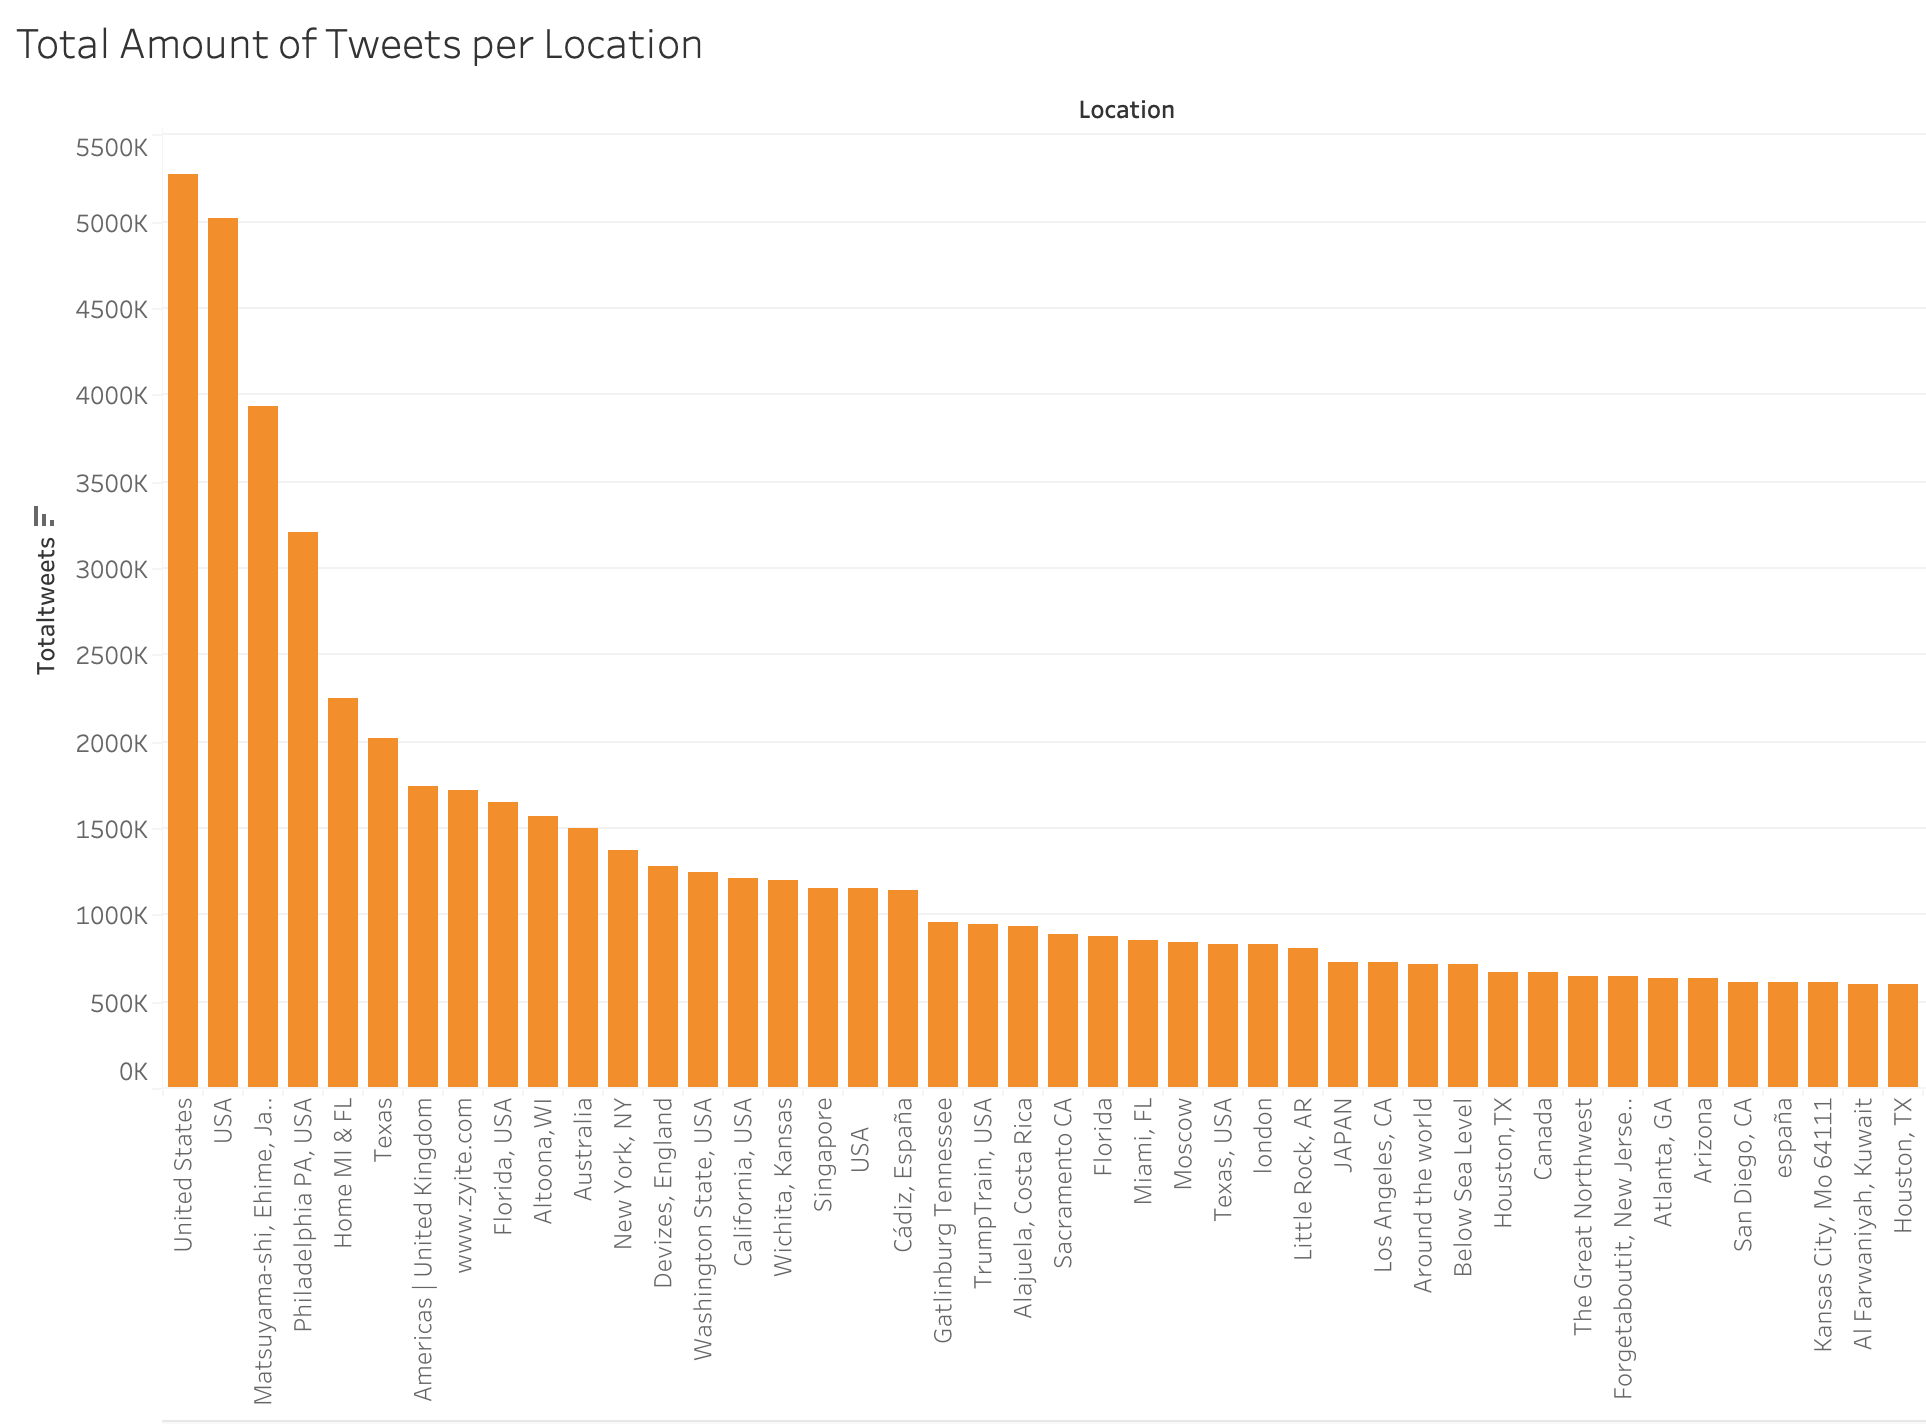 Total Amount of Tweets per Location
Location
5500K
5000K
4500K
4000K
3500K
3000K
2500K
2000K
1500K
1000K
500K
0K
Totaltweets
United States
USA
Matsuyama-shi, Ehime, Ja..
Philadelphia PA, USA
Home MI & FL
Texas
Americas | United Kingdom
www.zyite.com
Florida, USA
Altoona,WI
Australia
New York, NY
Devizes, England
Washington State, USA
California, USA
Wichita, Kansas
Singapore
USA
Cádiz, España
Gatlinburg Tennessee
TrumpTrain, USA
Alajuela, Costa Rica
Sacramento CA
Florida
Miami, FL
Moscow
Texas, USA
london
Little Rock, AR
JAPAN
Los Angeles, CA
Around the world
Below Sea Level
Houston,TX
Canada
The Great Northwest
Forgetaboutit, New Jerse..
Atlanta, GA
Arizona
San Diego, CA
españa
Kansas City, Mo 64111
Al Farwaniyah, Kuwait
Houston, TX